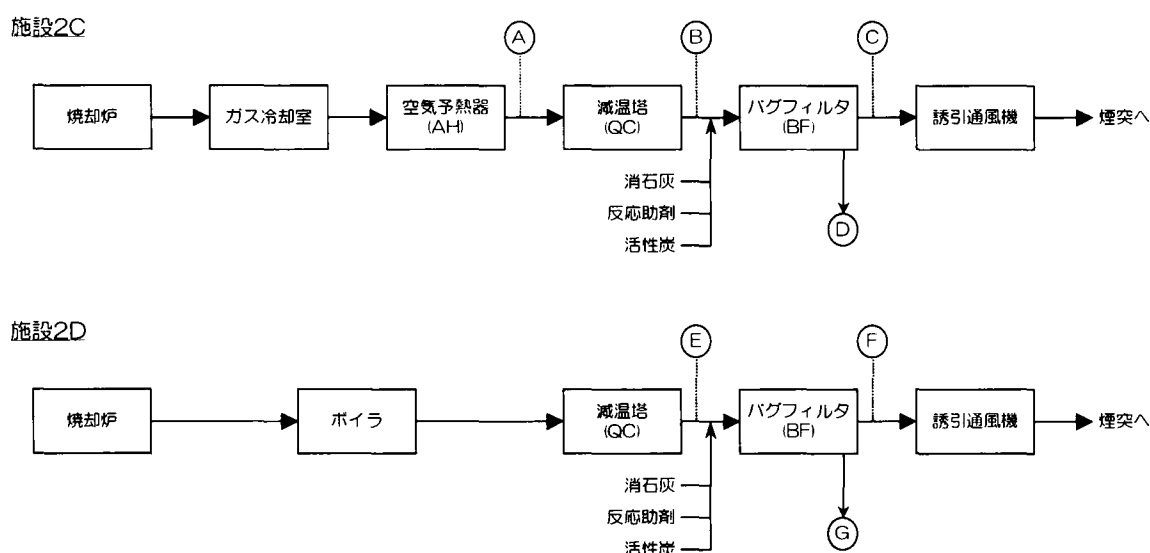 施設2C
A
B
C
焼却炉
ガス冷却室
空気予熱器
(AH)
減温塔
(QC)
バグフィルタ
(BF)
誘引通風機
煙突へ
消石灰
反応助剤
活性炭
D
施設2D
E
F
焼却炉
ボイラ
減温塔
(QC)
バグフィルタ
(BF)
誘引通風機
煙突へ
消石灰
反応助剤
活性炭
G